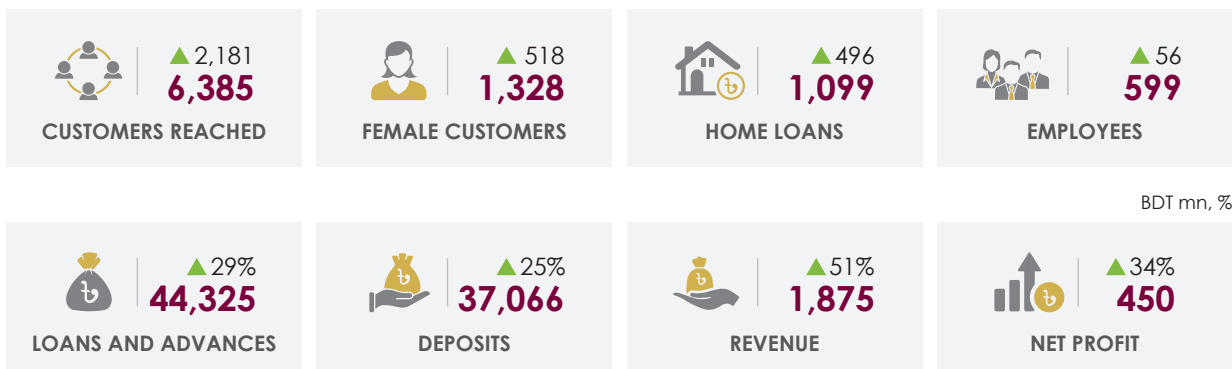 ▲ 2,181
6,385
CUSTOMERS REACHED
▲ 518
1,328
FEMALE CUSTOMERS
৳
▲ 496
1,099
HOME LOANS
▲ 56
599
EMPLOYEES
BDT mn, %
৳
▲ 29%
44,325
LOANS AND ADVANCES
৳
▲ 25%
37,066
DEPOSITS
৳
▲ 51%
1,875
REVENUE
৳
▲ 34%
450
NET PROFIT